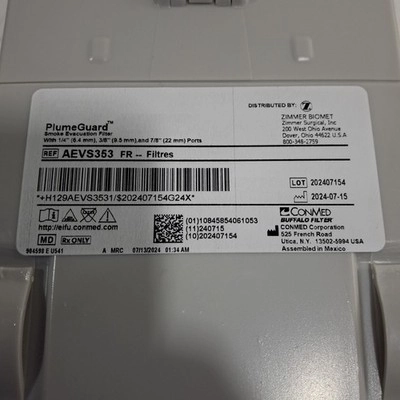 PlumeGuard™
Smoke Evacuation Filter
With 1/4" (6.4 mm), 3/8" (9.5 mm), and 7/8" (22 mm) Ports
REF AEVS353 FR -- Filtres
*+H129AEVS3531/$202407154G24X*
http://eifu.conmed.com
MD Rx ONLY
(01)10845854061053
(11)240715
(10)202407154
A MRC 07/13/2024 01:34 AM
DISTRIBUTED BY:
ZIMMER BIOMET
Zimmer Surgical, Inc
200 West Ohio Avenue
Dover, Ohio 44622 U.S.A
800-348-2759
LOT 202407154
2024-07-15
CONMED
BUFFALO FILTER
CONMED Corporation
525 French Road
Utica, N.Y. 13502-5994 USA
Assembled in Mexico